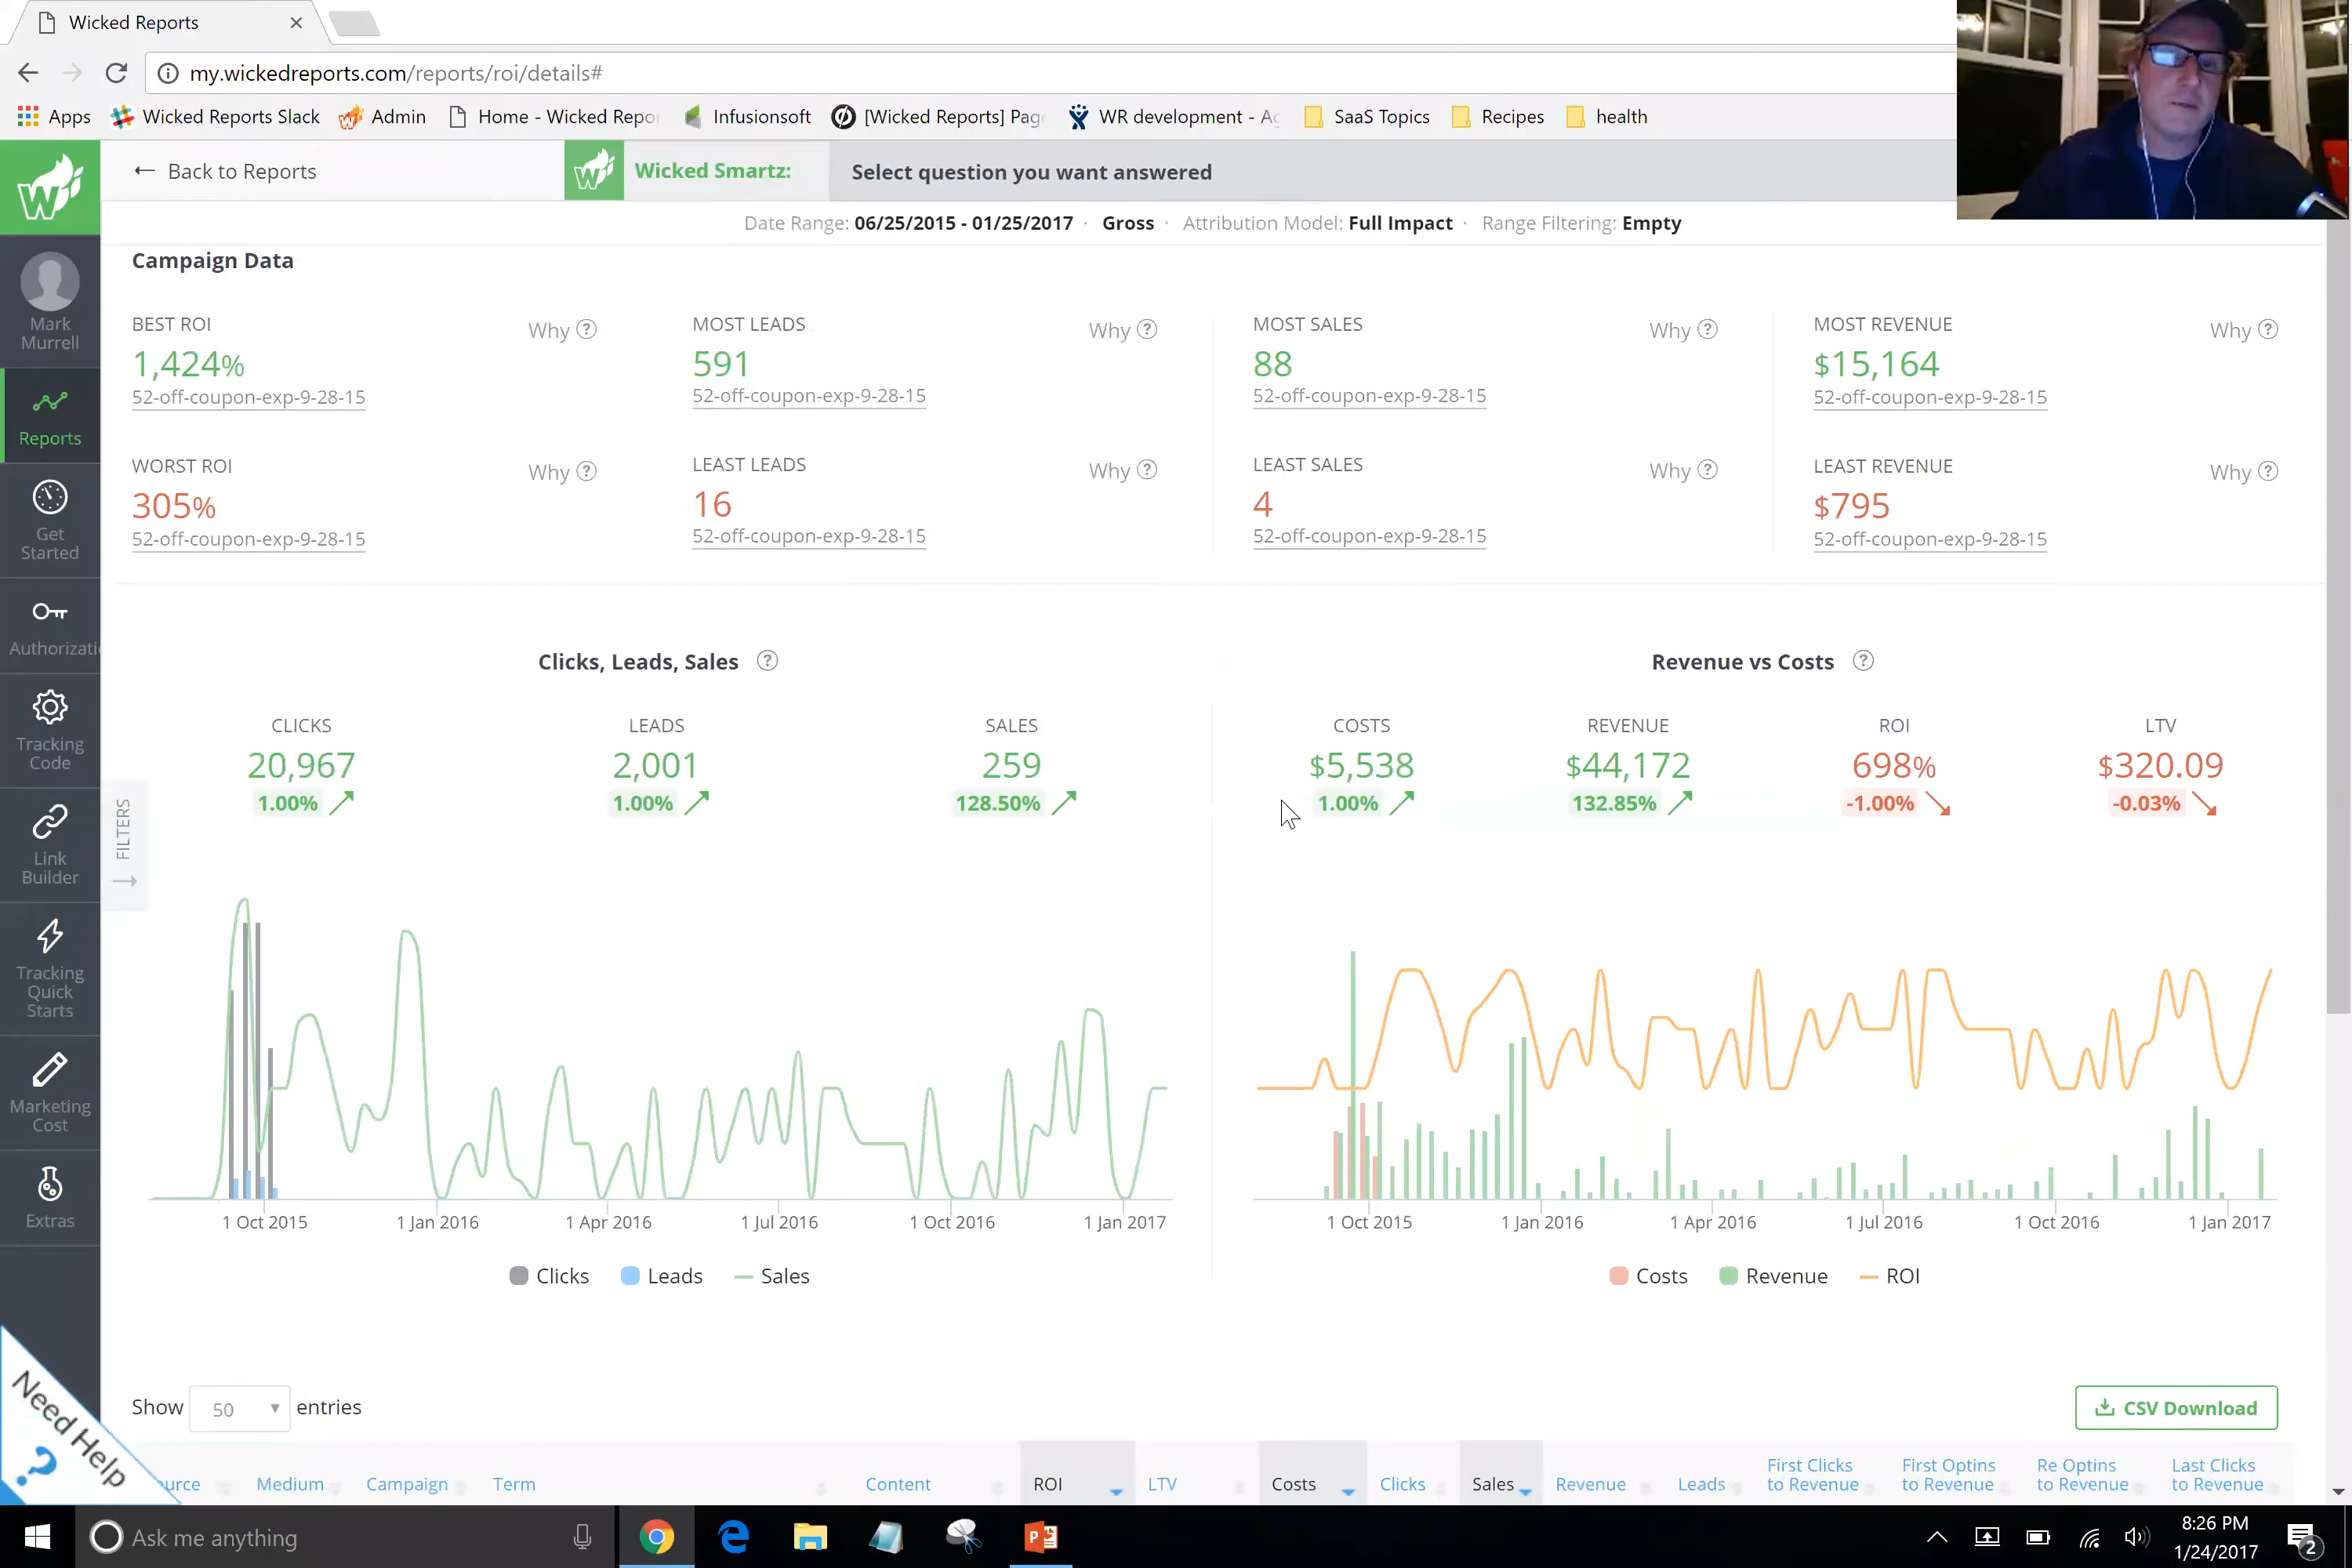 Wicked Reports
my.wickedreports.com/reports/roi/details#
Apps Wicked Reports Slack Admin Home - Wicked Repo Infusionsoft [Wicked Reports] Pag WR development - Ag SaaS Topics Recipes health
Back to Reports Wicked Smartz: Select question you want answered
Date Range: 06/25/2015 - 01/25/2017 · Gross · Attribution Model: Full Impact · Range Filtering: Empty
Mark
Murrell
Reports
Get
Started
Authorizati
Tracking
Code
Link
Builder
Tracking
Quick
Starts
Marketing
Cost
Extras
Need Help
?
FILTERS
Campaign Data
BEST ROI Why ? MOST LEADS Why ? MOST SALES Why ? MOST REVENUE Why ?
1,424% 591 88 $15,164
52-off-coupon-exp-9-28-15 52-off-coupon-exp-9-28-15 52-off-coupon-exp-9-28-15 52-off-coupon-exp-9-28-15
WORST ROI Why ? LEAST LEADS Why ? LEAST SALES Why ? LEAST REVENUE Why ?
305% 16 4 $795
52-off-coupon-exp-9-28-15 52-off-coupon-exp-9-28-15 52-off-coupon-exp-9-28-15 52-off-coupon-exp-9-28-15
Clicks, Leads, Sales ? Revenue vs Costs ?
CLICKS LEADS SALES COSTS REVENUE ROI LTV
20,967 2,001 259 $5,538 $44,172 698% $320.09
1.00% 1.00% 128.50% 1.00% 132.85% -1.00% -0.03%
1 Oct 2015 1 Jan 2016 1 Apr 2016 1 Jul 2016 1 Oct 2016 1 Jan 2017 1 Oct 2015 1 Jan 2016 1 Apr 2016 1 Jul 2016 1 Oct 2016 1 Jan 2017
Clicks Leads Sales Costs Revenue ROI
Show 50 entries CSV Download
urce Medium Campaign Term Content ROI LTV Costs Clicks Sales Revenue Leads First Clicks to Revenue First Optins to Revenue Re Optins to Revenue Last Clicks to Revenue
Ask me anything
8:26 PM
1/24/2017
2